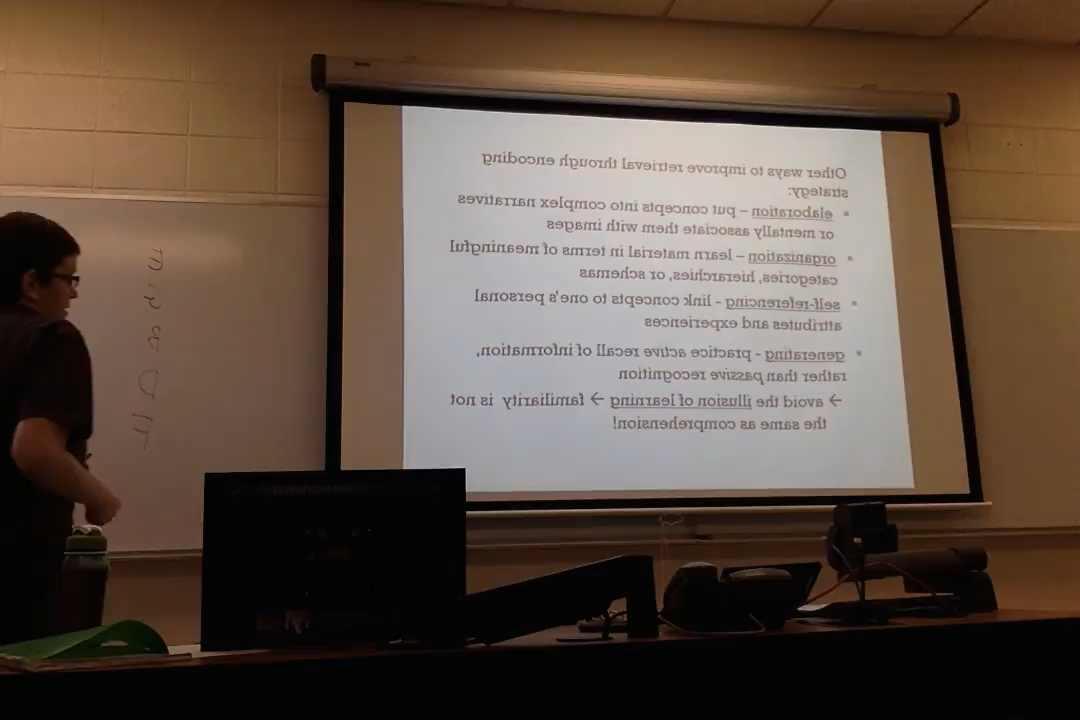 Other ways to improve retrieval through encoding
strategy:
▪ elaboration – put concepts into complex narratives
or mentally associate them with images
▪ organization – learn material in terms of meaningful
categories, hierarchies, or schemas
▪ self-referencing - link concepts to one's personal
attributes and experiences
▪ generating - practice active recall of information,
rather than passive recognition
→ avoid the illusion of learning → familiarity is not
the same as comprehension!